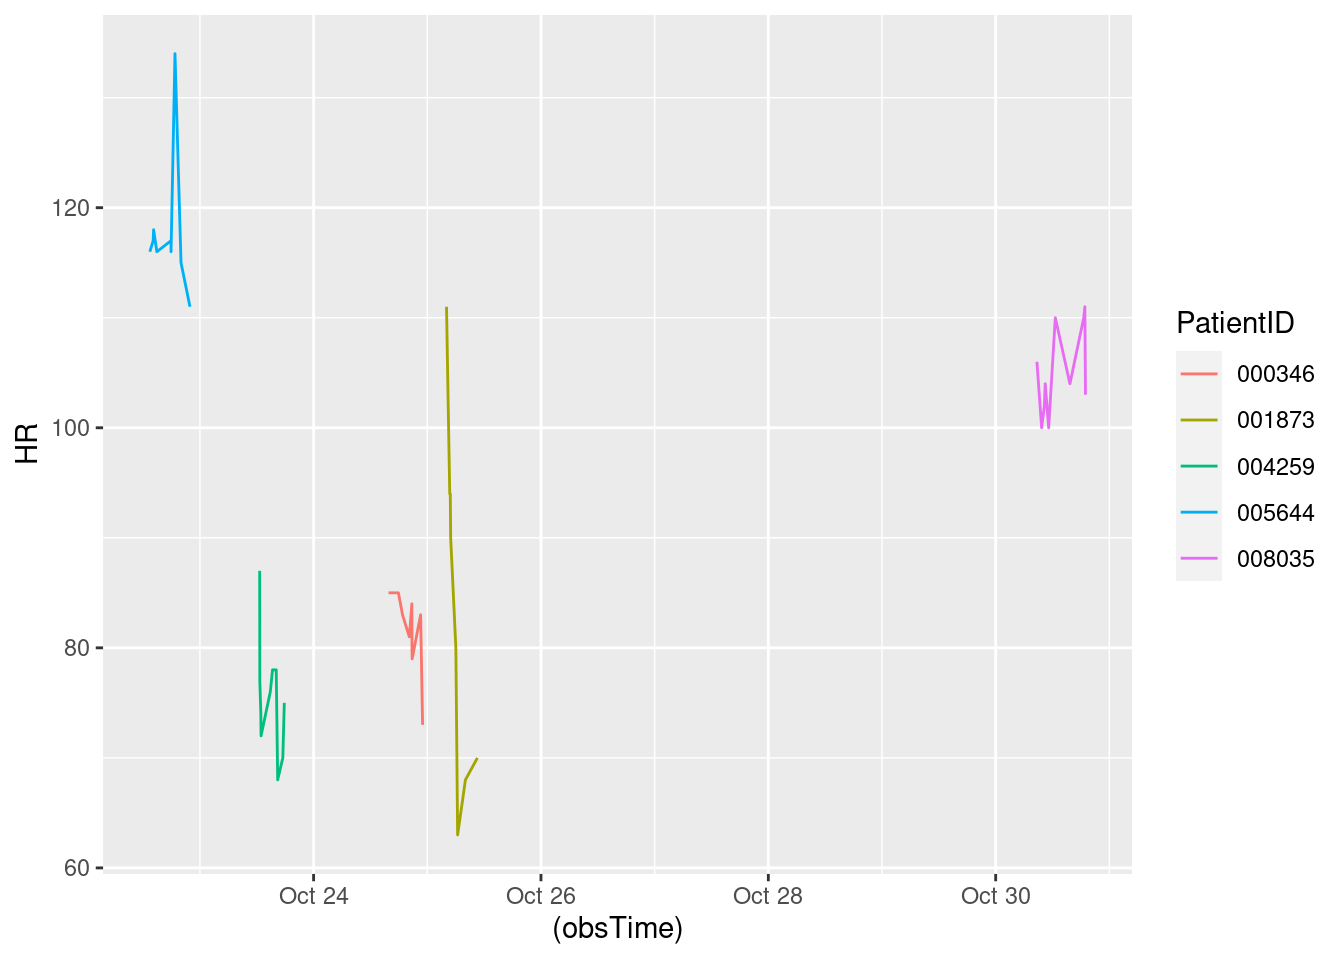 120
100
80
60
HR
Oct 24
Oct 26
Oct 28
Oct 30
(obsTime)
PatientID
000346
001873
004259
005644
008035